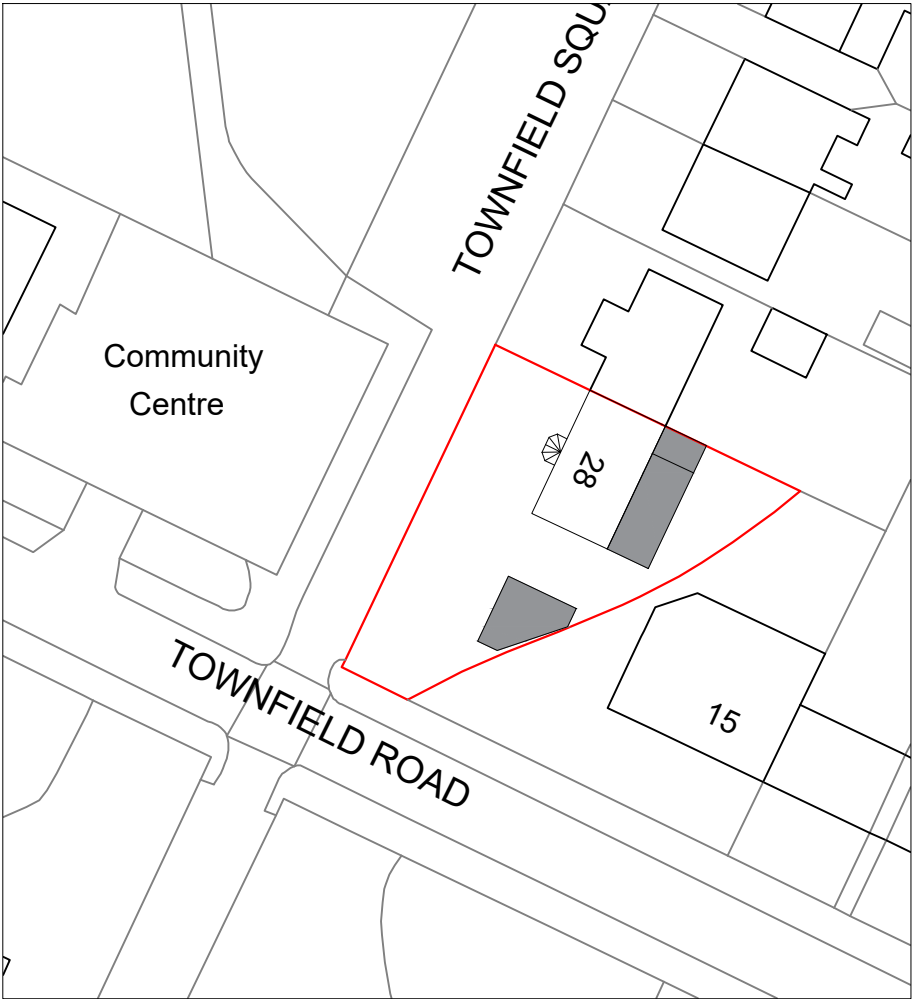 TOWNFIELD SQU
Community
Centre
28
15
TOWNFIELD ROAD